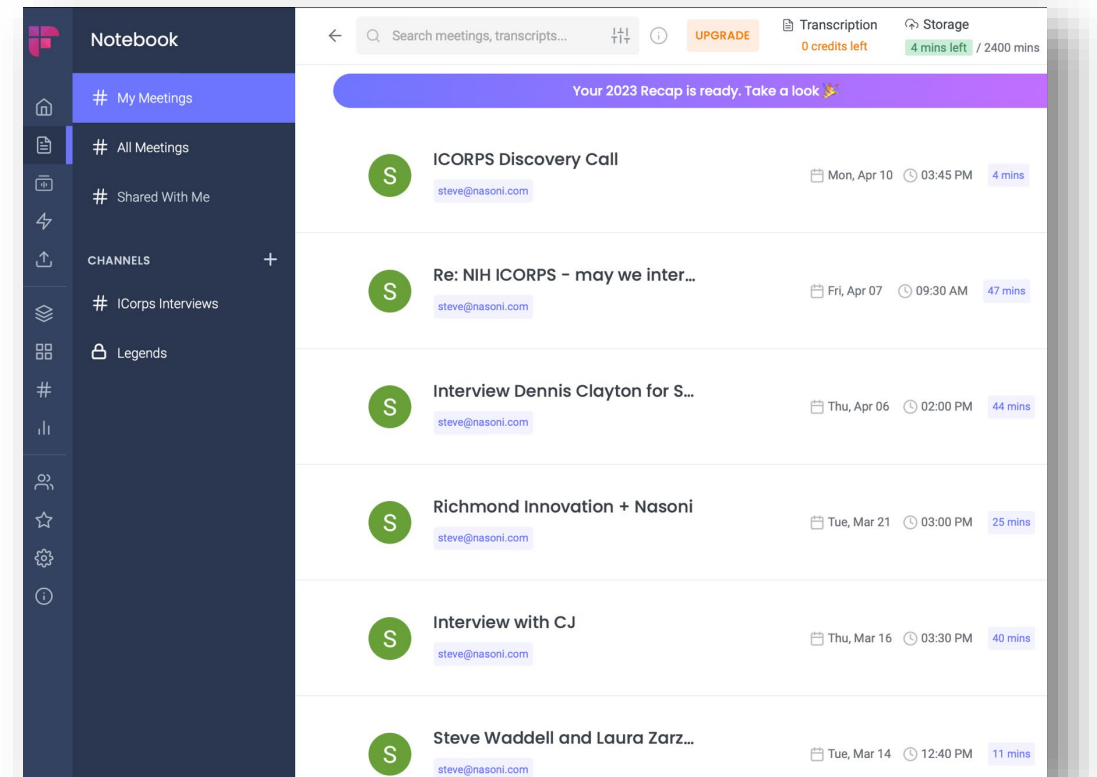 Notebook
Search meetings, transcripts...
UPGRADE
Transcription
0 credits left
Storage
4 mins left / 2400 mins
# My Meetings
# All Meetings
# Shared With Me
CHANNELS +
# ICorps Interviews
Legends
Your 2023 Recap is ready. Take a look 🎉
S
ICORPS Discovery Call
steve@nasoni.com
Mon, Apr 10 03:45 PM 4 mins
S
Re: NIH ICORPS - may we inter...
steve@nasoni.com
Fri, Apr 07 09:30 AM 47 mins
S
Interview Dennis Clayton for S...
steve@nasoni.com
Thu, Apr 06 02:00 PM 44 mins
S
Richmond Innovation + Nasoni
steve@nasoni.com
Tue, Mar 21 03:00 PM 25 mins
S
Interview with CJ
steve@nasoni.com
Thu, Mar 16 03:30 PM 40 mins
S
Steve Waddell and Laura Zarz...
steve@nasoni.com
Tue, Mar 14 12:40 PM 11 mins